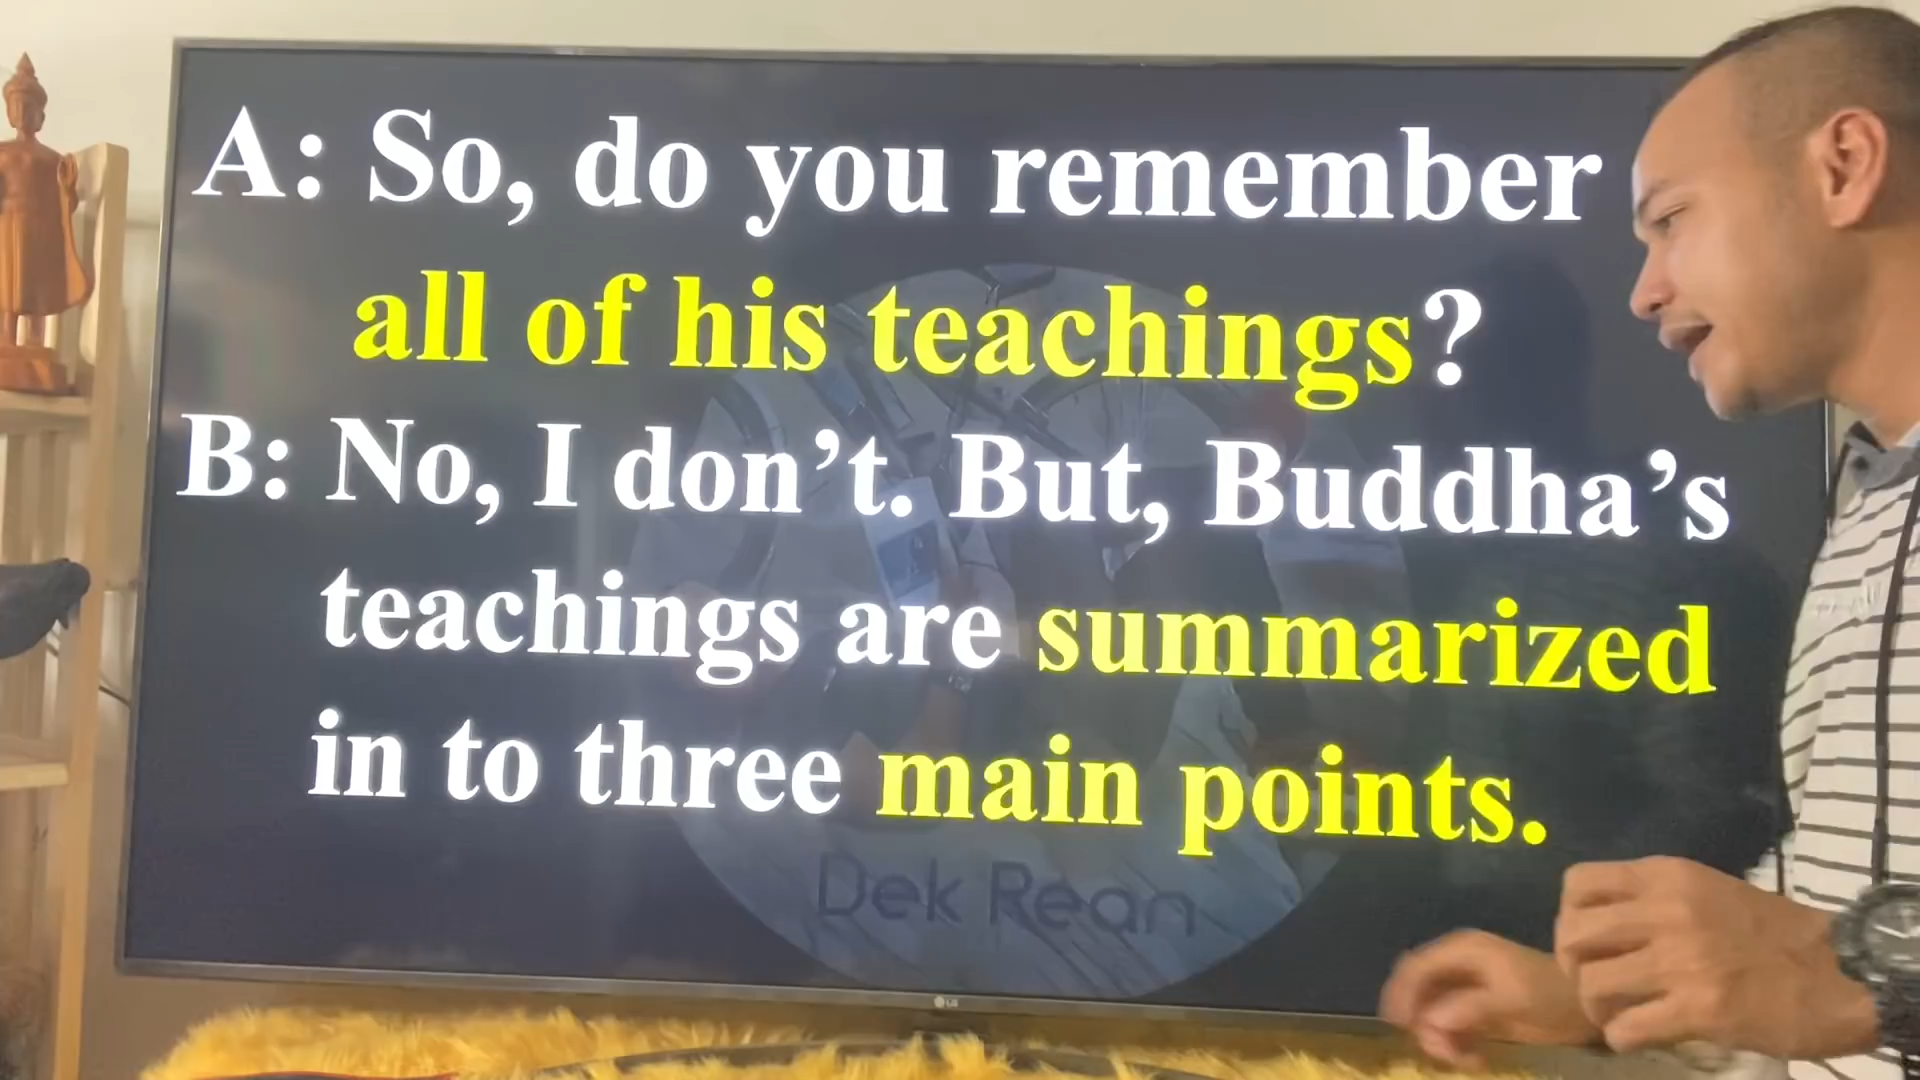 A: So, do you remember
all of his teachings?
B: No, I don’t. But, Buddha’s
teachings are summarized
in to three main points.
Dek Rean
LG